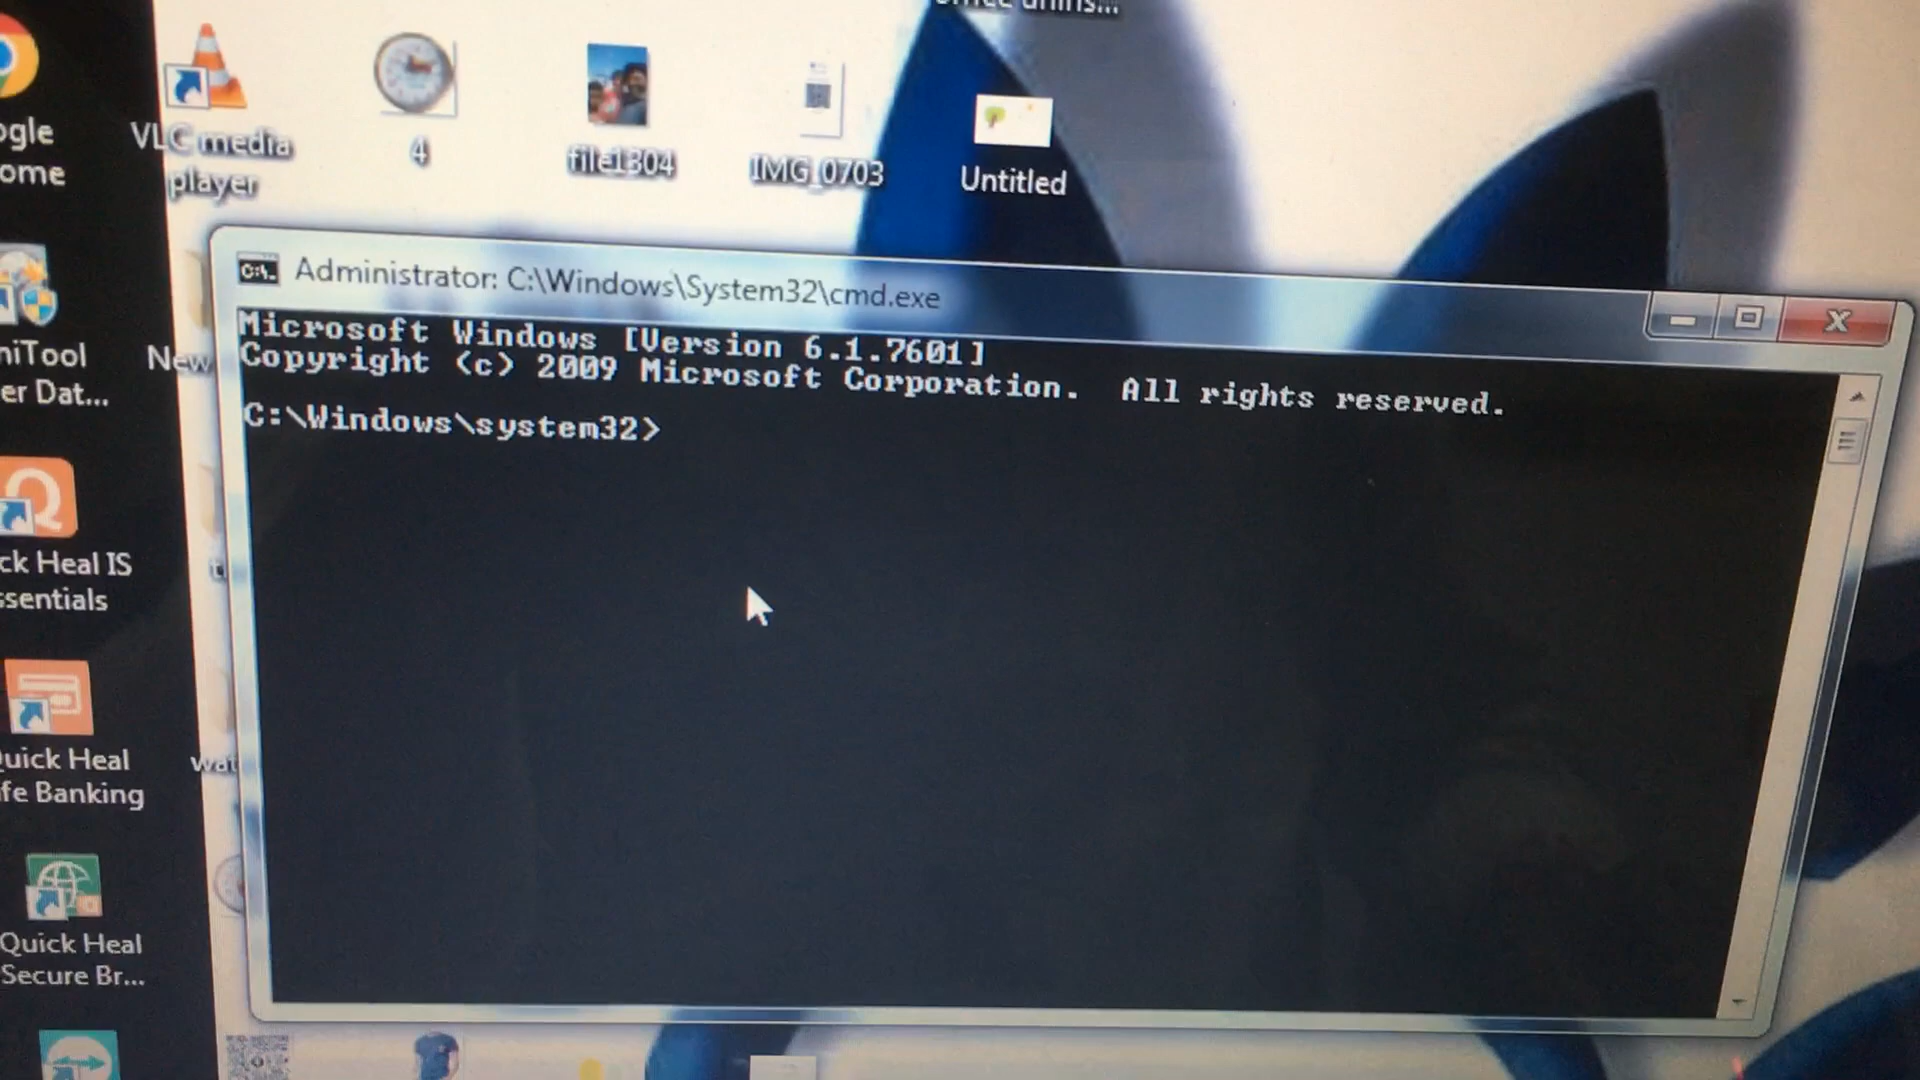 VLC media
player
4
file1304
IMG_0703
Untitled
ogle
ome
niTool
er Dat...
New
ck Heal IS
ssentials
uick Heal
fe Banking
wat
Quick Heal
Secure Br...
Administrator: C:\Windows\System32\cmd.exe
Microsoft Windows [Version 6.1.7601]
Copyright (c) 2009 Microsoft Corporation. All rights reserved.
C:\Windows\system32>